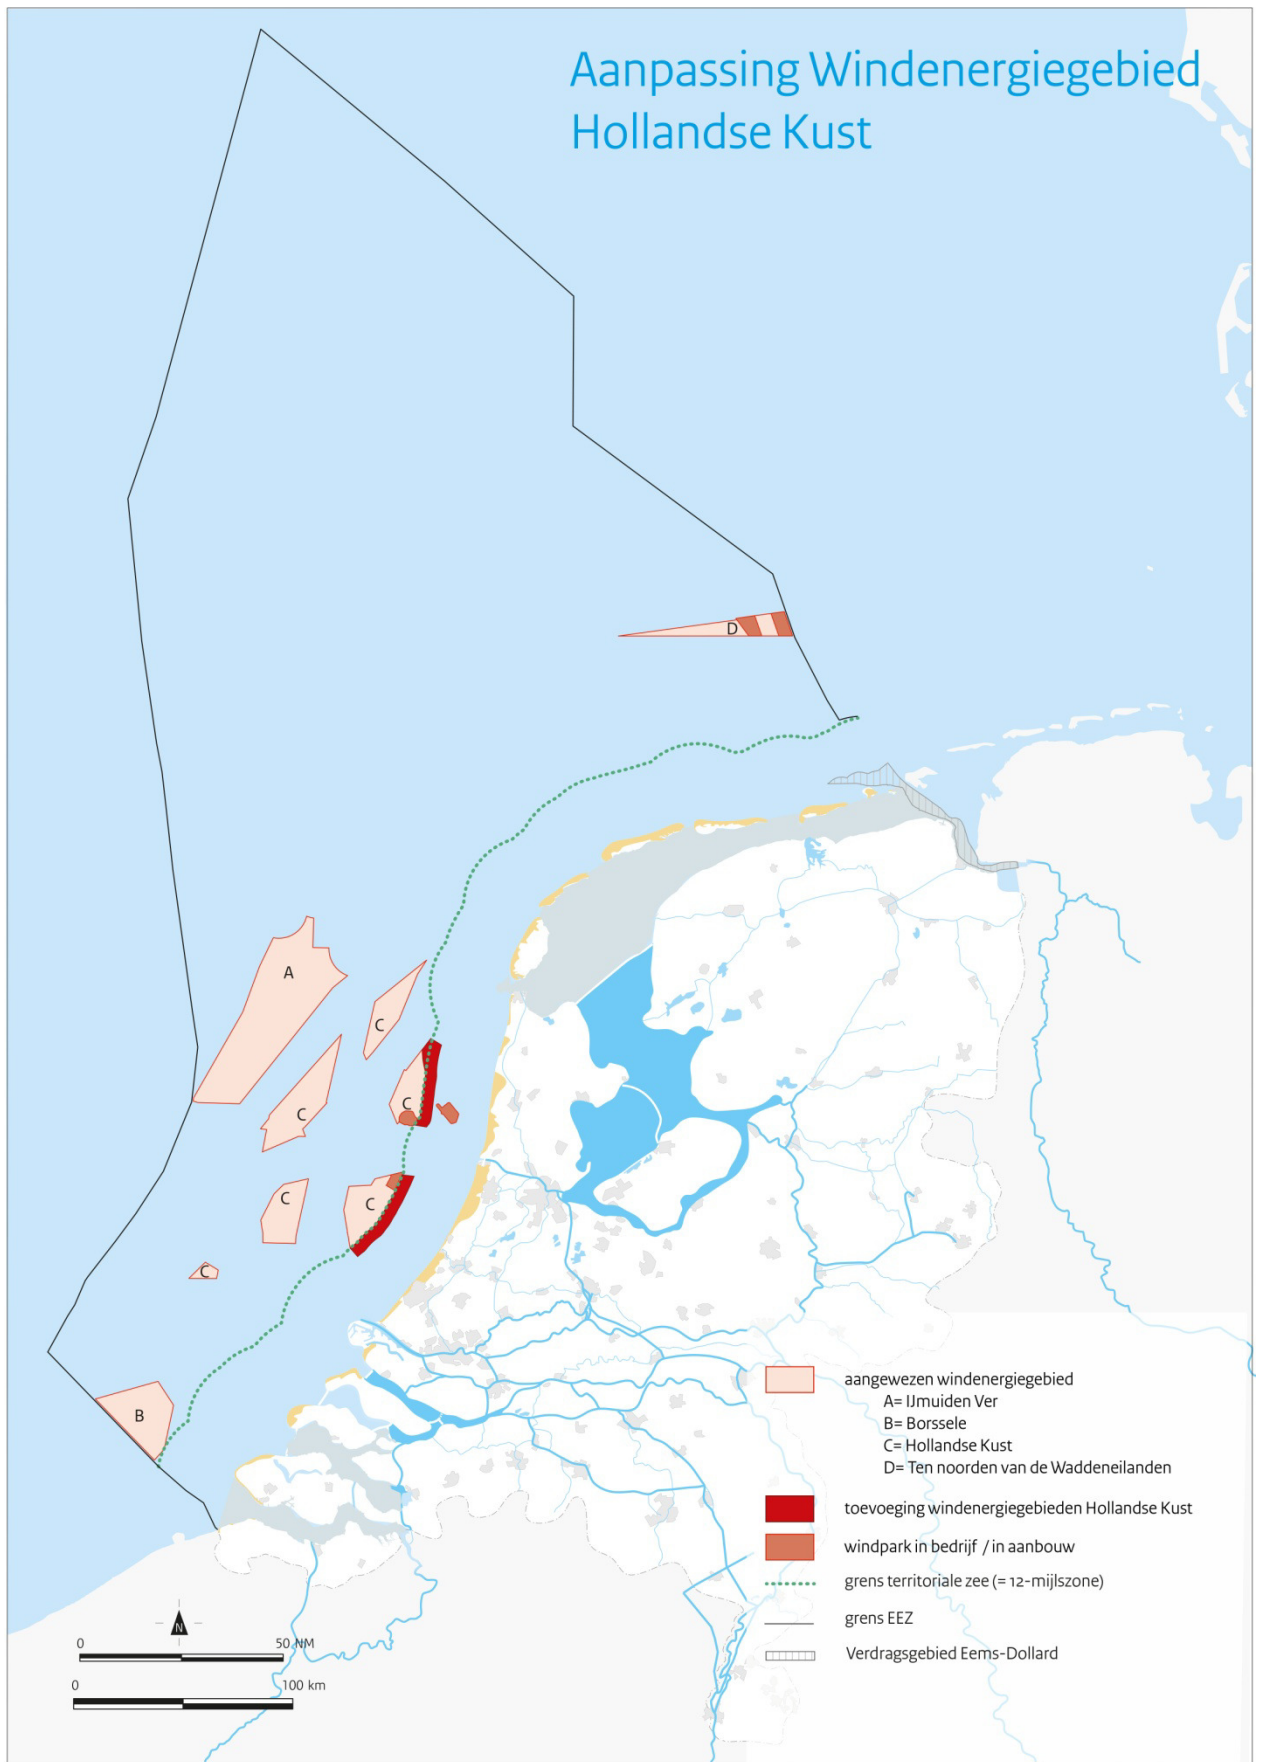 Aanpassing Windenergiegebied
Hollandse Kust
D
A
C
C
C
C
C
C
B
aangewezen windenergiegebied
A= IJmuiden Ver
B= Borssele
C= Hollandse Kust
D= Ten noorden van de Waddeneilanden
toevoeging windenergiegebieden Hollandse Kust
windpark in bedrijf / in aanbouw
grens territoriale zee (= 12-mijlszone)
grens EEZ
Verdragsgebied Eems-Dollard
N
0 50 NM
0 100 km